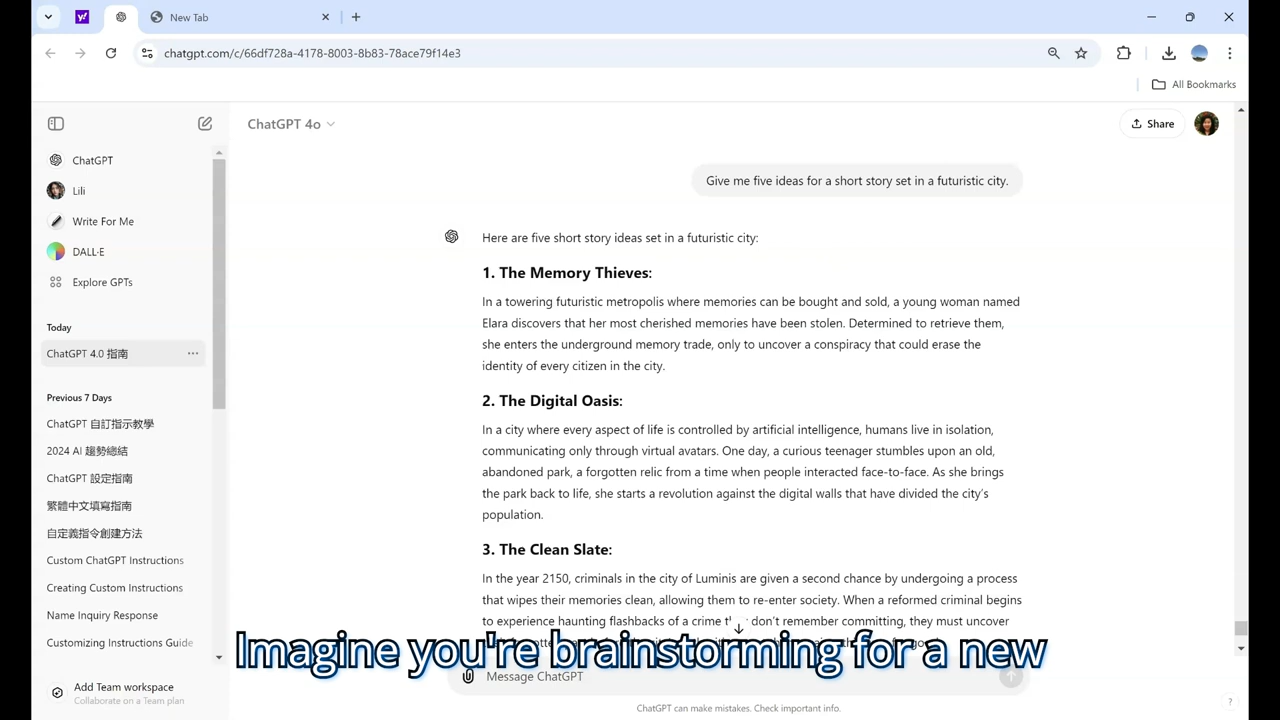 New Tab
chatgpt.com/c/66df728a-4178-8003-8b83-78ace79f14e3
All Bookmarks
ChatGPT 4o
Share
ChatGPT
Lili
Write For Me
DALL·E
Explore GPTs
Today
ChatGPT 4.0 指南
Previous 7 Days
ChatGPT 自訂指示教學
2024 AI 趨勢總結
ChatGPT 設定指南
繁體中文填寫指南
自定義指令創建方法
Custom ChatGPT Instructions
Creating Custom Instructions
Name Inquiry Response
Customizing Instructions Guide
Add Team workspace
Collaborate on a Team plan
Give me five ideas for a short story set in a futuristic city.
Here are five short story ideas set in a futuristic city:
1. The Memory Thieves:
In a towering futuristic metropolis where memories can be bought and sold, a young woman named
Elara discovers that her most cherished memories have been stolen. Determined to retrieve them,
she enters the underground memory trade, only to uncover a conspiracy that could erase the
identity of every citizen in the city.
2. The Digital Oasis:
In a city where every aspect of life is controlled by artificial intelligence, humans live in isolation,
communicating only through virtual avatars. One day, a curious teenager stumbles upon an old,
abandoned park, a forgotten relic from a time when people interacted face-to-face. As she brings
the park back to life, she starts a revolution against the digital walls that have divided the city's
population.
3. The Clean Slate:
In the year 2150, criminals in the city of Luminis are given a second chance by undergoing a process
that wipes their memories clean, allowing them to re-enter society. When a reformed criminal begins
to experience haunting flashbacks of a crime don't remember committing, they must uncover
Imagine you're brainstorming for a new
Message ChatGPT
ChatGPT can make mistakes. Check important info.
?